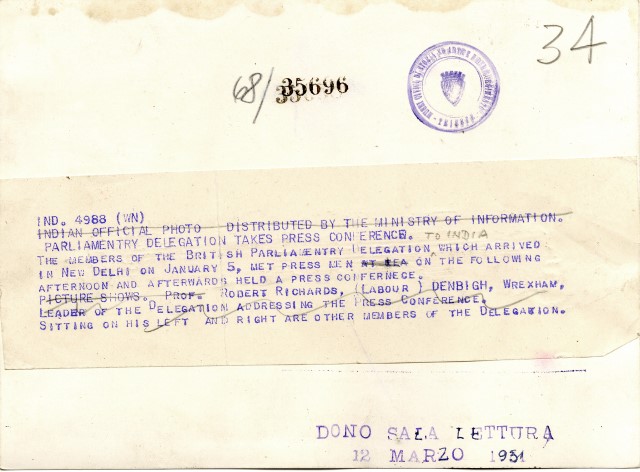 34
68/ 35696
IND. 4988 (WN)
INDIAN OFFICIAL PHOTO DISTRIBUTED BY THE MINISTRY OF INFORMATION.
PARLIAMENTRY DELEGATION TAKES PRESS CONFERENCE. TO INDIA
THE MEMBERS OF THE BRITISH PARLIAMENTRY DELEGATION WHICH ARRIVED
IN NEW DELHI ON JANUARY 5, MET PRESS MEN AT TEA ON THE FOLLOWING
AFTERNOON AND AFTERWARDS HELD A PRESS CONFERNECE.
PICTURE SHOWS. PROF. ROBERT RICHARDS, (LABOUR) DENBIGH, WREXHAM,
LEADER OF THE DELEGATION ADDRESSING THE PRESS CONFERENCE.
SITTING ON HIS LEFT AND RIGHT ARE OTHER MEMBERS OF THE DELEGATION.
DONO SALA LETTURA
12 MARZO 1951